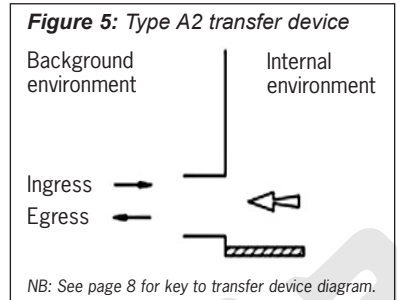 Figure 5: Type A2 transfer device
Background environment
Internal environment
Ingress
Egress
NB: See page 8 for key to transfer device diagram.